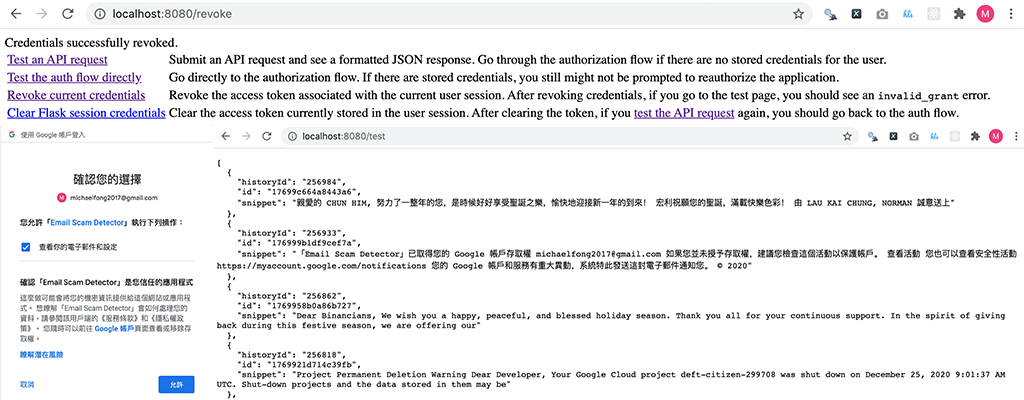 localhost:8080/revoke
M
Credentials successfully revoked.
Test an API request Submit an API request and see a formatted JSON response. Go through the authorization flow if there are no stored credentials for the user.
Test the auth flow directly Go directly to the authorization flow. If there are stored credentials, you still might not be prompted to reauthorize the application.
Revoke current credentials Revoke the access token associated with the current user session. After revoking credentials, if you go to the test page, you should see an invalid_grant error.
Clear Flask session credentials Clear the access token currently stored in the user session. After clearing the token, if you test the API request again, you should go back to the auth flow.
G 使用 Google 帳戶登入
確認您的選擇
M michaelfong2017@gmail.com
您允許「Email Scam Detector」執行下列操作：
查看你的電子郵件和設定
確認「Email Scam Detector」是您信任的應用程式
這麼做可能會將您的機密資訊提供給這個網站或應用程
式。 想瞭解「Email Scam Detector」會如何處理您的
資料，請參閱該用戶端的《服務條款》和《隱私權政
策》。 您隨時可以前往 Google 帳戶頁面查看或移除存
取權。
瞭解潛在風險
取消
允許
localhost:8080/test
M
[
{
"historyId": "256984",
"id": "17699c664a8443a6",
"snippet": "親愛的 CHUN HIM, 努力了一整年的您，是時候好好享受聖誕之樂，愉快地迎接新一年的到來！ 宏利祝願您的聖誕，滿載快樂色彩！ 由 LAU KAI CHUNG, NORMAN 誠意送上"
},
{
"historyId": "256933",
"id": "176999b1df9cef7a",
"snippet": "「Email Scam Detector」已取得您的 Google 帳戶存取權 michaelfong2017@gmail.com 如果您並未授予存取權，建議您檢查這個活動以保護帳戶。 查看活動 您也可以查看安全性活動
https://myaccount.google.com/notifications 您的 Google 帳戶和服務有重大異動，系統特此發送這封電子郵件通知您。 © 2020"
},
{
"historyId": "256862",
"id": "1769958b0a86b727",
"snippet": "Dear Binancians, We wish you a happy, peaceful, and blessed holiday season. Thank you all for your continuous support. In the spirit of giving
back during this festive season, we are offering our"
},
{
"historyId": "256818",
"id": "1769921d714c39fb",
"snippet": "Project Permanent Deletion Warning Dear Developer, Your Google Cloud project deft-citizen-299708 was shut down on December 25, 2020 9:01:37 AM
UTC. Shut-down projects and the data stored in them may be"
},